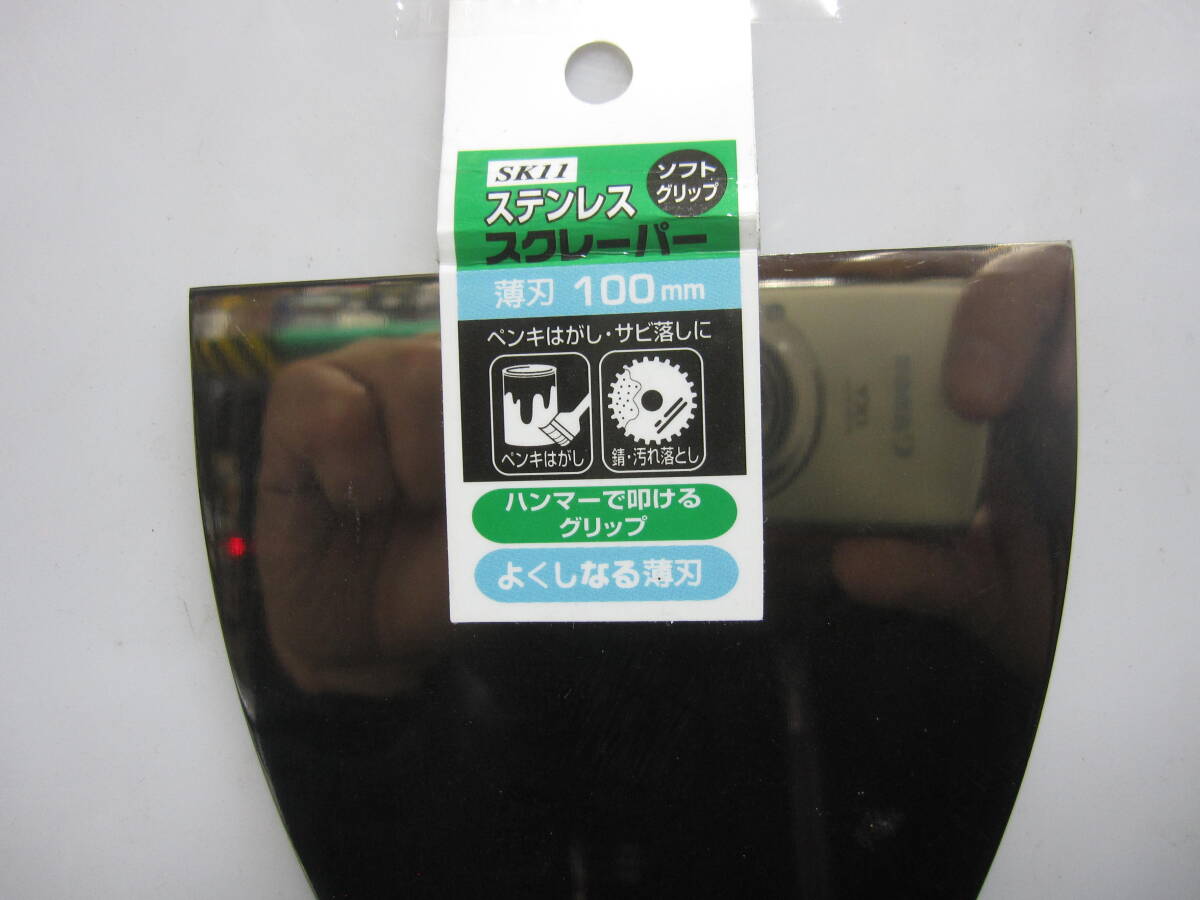 SK11
ソフト
グリップ
ステンレス
スクレーパー
薄刃 100mm
ペンキはがし・サビ落しに
ペンキはがし
錆・汚れ落とし
ハンマーで叩ける
グリップ
よくしなる薄刃